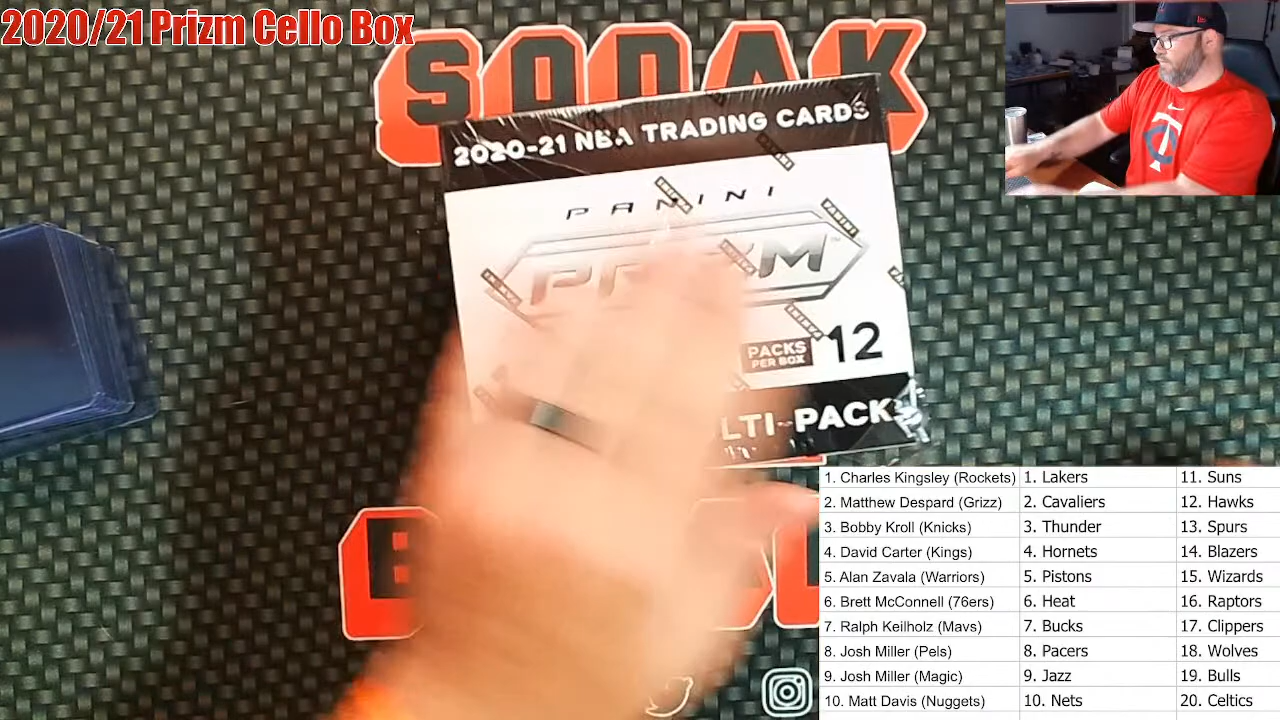 2020/21 Prizm Cello Box
SODAK
2020-21 NBA TRADING CARDS
PANINI
PRIZM
PACKS
PER BOX
12
LTI-PACK
1. Charles Kingsley (Rockets) 1. Lakers 11. Suns
2. Matthew Despard (Grizz) 2. Cavaliers 12. Hawks
3. Bobby Kroll (Knicks) 3. Thunder 13. Spurs
4. David Carter (Kings) 4. Hornets 14. Blazers
5. Alan Zavala (Warriors) 5. Pistons 15. Wizards
6. Brett McConnell (76ers) 6. Heat 16. Raptors
7. Ralph Keilholz (Mavs) 7. Bucks 17. Clippers
8. Josh Miller (Pels) 8. Pacers 18. Wolves
9. Josh Miller (Magic) 9. Jazz 19. Bulls
10. Matt Davis (Nuggets) 10. Nets 20. Celtics